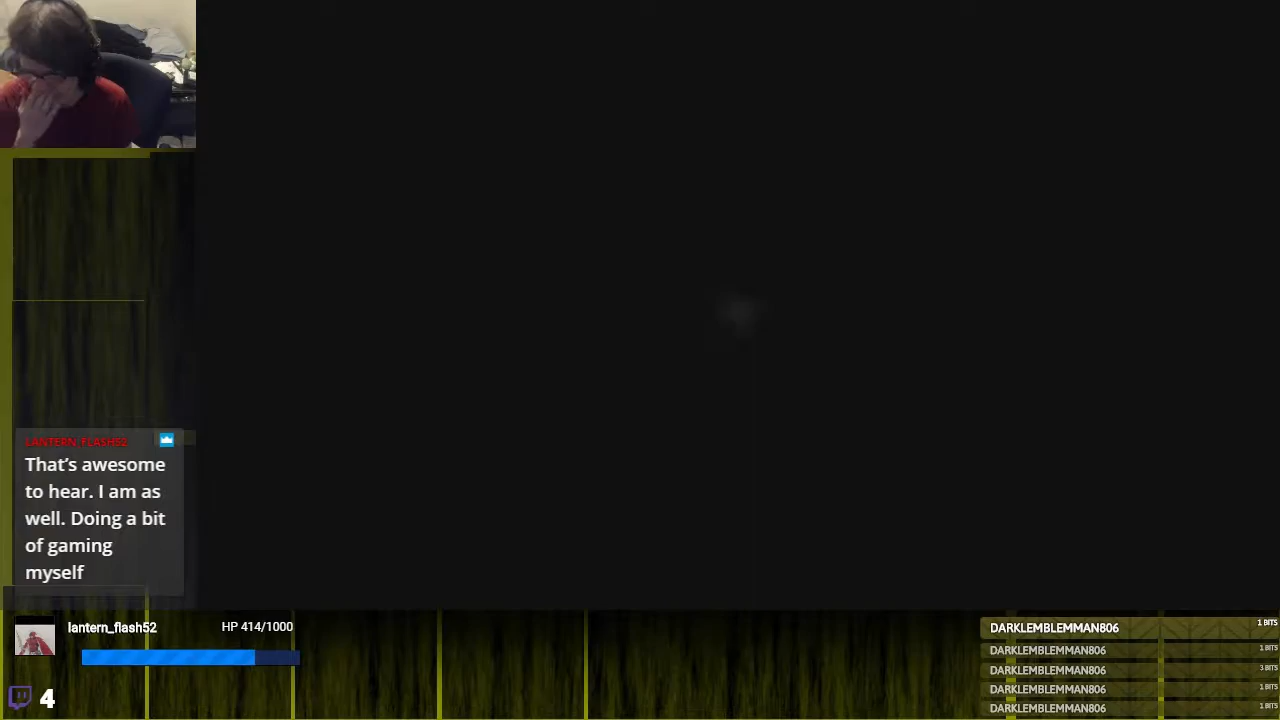 LANTERN_FLASH52
That's awesome
to hear. I am as
well. Doing a bit
of gaming
myself
lantern_flash52 HP 414/1000
4
DARKLEMBLEMMAN806 1 BITS
DARKLEMBLEMMAN806 1 BITS
DARKLEMBLEMMAN806 3 BITS
DARKLEMBLEMMAN806 1 BITS
DARKLEMBLEMMAN806 1 BITS